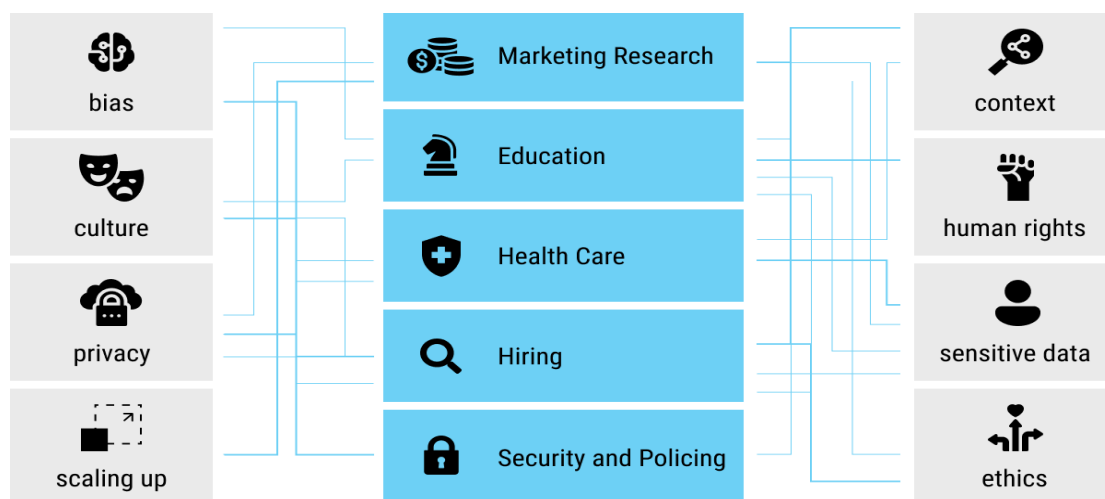 bias
culture
privacy
scaling up
$
Marketing Research
Education
Health Care
Hiring
Security and Policing
context
human rights
sensitive data
ethics